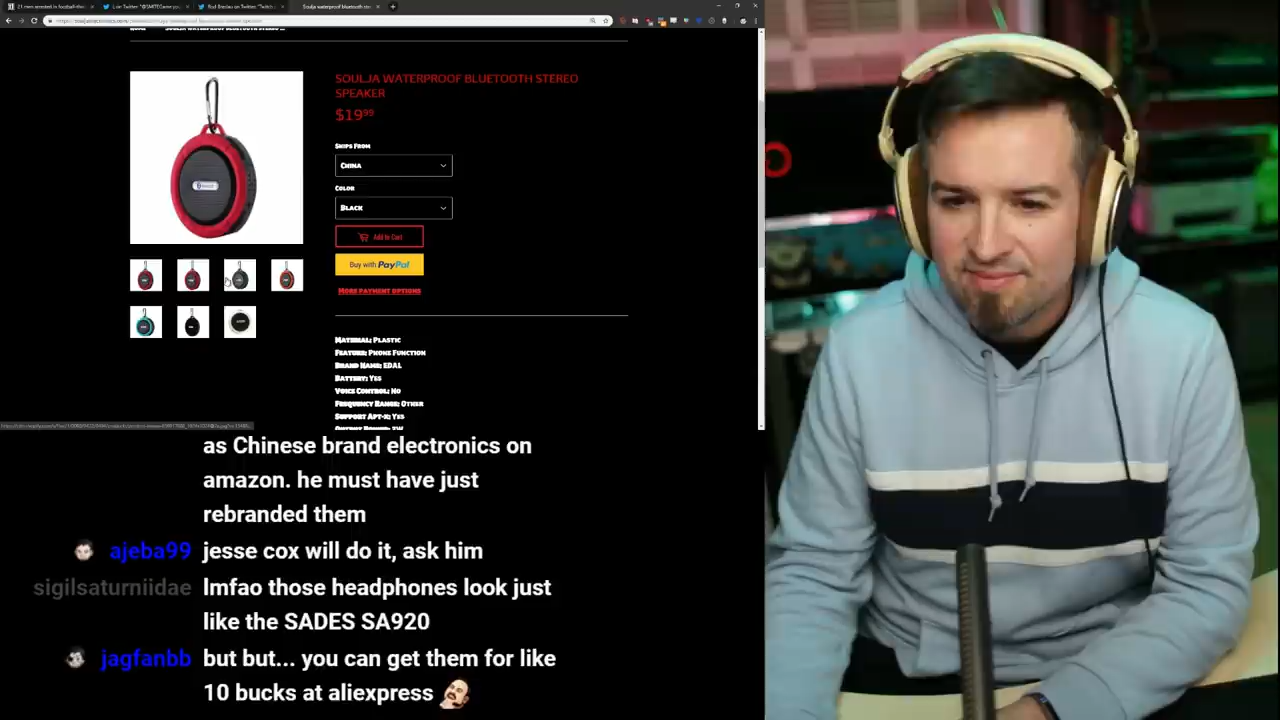 SOULJA WATERPROOF BLUETOOTH STEREO
SPEAKER
$19.99
SHIPS FROM
CHINA
COLOR
BLACK
Add to Cart
Buy with PayPal
MORE PAYMENT OPTIONS
MATERIAL: PLASTIC
FEATURE: PHONE FUNCTION
BRAND NAME: EDAL
BATTERY: YES
VOICE CONTROL: NO
FREQUENCY RANGE: OTHER
SUPPORT APT-X: YES
as Chinese brand electronics on
amazon. he must have just
rebranded them
ajeba99 jesse cox will do it, ask him
sigilsaturniidae lmfao those headphones look just
like the SADES SA920
jagfanbb but but... you can get them for like
10 bucks at aliexpress